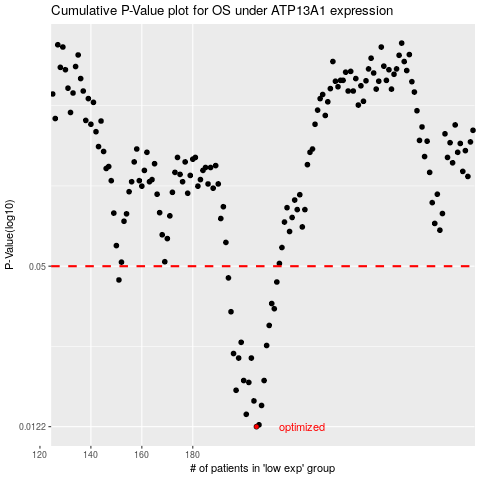 Cumulative P-Value plot for OS under ATP13A1 expression
P-Value(log10)
0.05
0.0122
optimized
120 140 160 180
# of patients in 'low exp' group